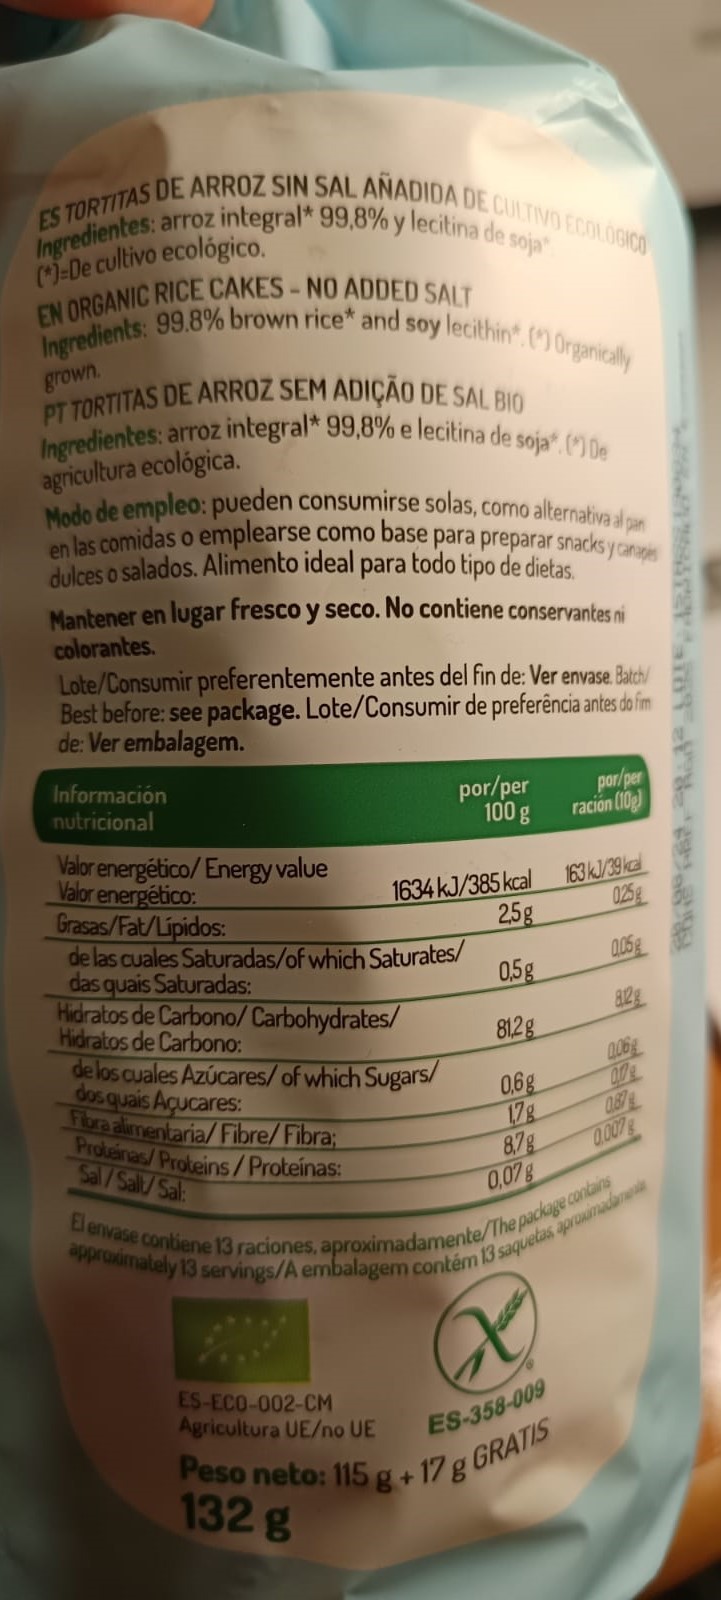 ES TORTITAS DE ARROZ SIN SAL AÑADIDA DE CULTIVO ECOLÓGICO
Ingredientes: arroz integral* 99,8% y lecitina de soja*
(*)=De cultivo ecológico.
EN ORGANIC RICE CAKES - NO ADDED SALT
Ingredients: 99.8% brown rice* and soy lecithin*. (*) Organically
grown.
PT TORTITAS DE ARROZ SEM ADIÇÃO DE SAL BIO
Ingredientes: arroz integral* 99,8% e lecitina de soja*. (*) De
agricultura ecológica.
Modo de empleo: pueden consumirse solas, como alternativa al pan
en las comidas o emplearse como base para preparar snacks y canapés
dulces o salados. Alimento ideal para todo tipo de dietas.
Mantener en lugar fresco y seco. No contiene conservantes ni
colorantes.
Lote/Consumir preferentemente antes del fin de: Ver envase. Batch/
Best before: see package. Lote/Consumir de preferência antes do fim
de: Ver embalagem.
Información nutricional por/per 100 g por/per ración (10g)
Valor energético/ Energy value
Valor energético: 1634 kJ/385 kcal 163 kJ/39 kcal
Grasas/Fat/Lípidos: 2,5 g 0,25 g
de las cuales Saturadas/of which Saturates/
das quais Saturadas: 0,5 g 0,05 g
Hidratos de Carbono/ Carbohydrates/
Hidratos de Carbono: 81,2 g 8,12 g
de los cuales Azúcares/ of which Sugars/
dos quais Açucares: 0,6 g 0,06 g
Fibra alimentaria/ Fibre/ Fibra; 1,7 g 0,17 g
Proteínas/ Proteins / Proteínas: 8,7 g 0,87 g
Sal / Salt/ Sal: 0,07 g 0,007 g
El envase contiene 13 raciones, aproximadamente/The package contains
approximately 13 servings/A embalagem contém 13 saquetas, aproximadamente.
ES-ECO-002-CM
Agricultura UE/no UE
ES-358-009
Peso neto: 115 g + 17 g GRATIS
132 g